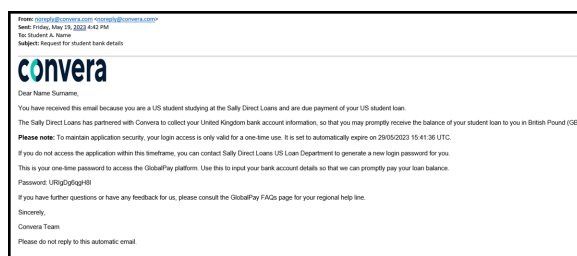 From: noreply@convera.com <noreply@convera.com>
Sent: Friday, May 19, 2023 4:42 PM
To: Student A. Name
Subject: Request for student bank details
convera
Dear Name Surname,
You have received this email because you are a US student studying at the Sally Direct Loans and are due payment of your US student loan.
The Sally Direct Loans has partnered with Convera to collect your United Kingdom bank account information, so that you may promptly receive the balance of your student loan to you in British Pound (GB
Please note: To maintain application security, your login access is only valid for a one-time use. It is set to automatically expire on 29/05/2023 15:41:36 UTC.
If you do not access the application within this timeframe, you can contact Sally Direct Loans US Loan Department to generate a new login password for you.
This is your one-time password to access the GlobalPay platform. Use this to input your bank account details so that we can promptly pay your loan balance.
Password: URIgDg6qgH8I
If you have further questions or have any feedback for us, please consult the GlobalPay FAQs page for your regional help line.
Sincerely,
Convera Team
Please do not reply to this automatic email.